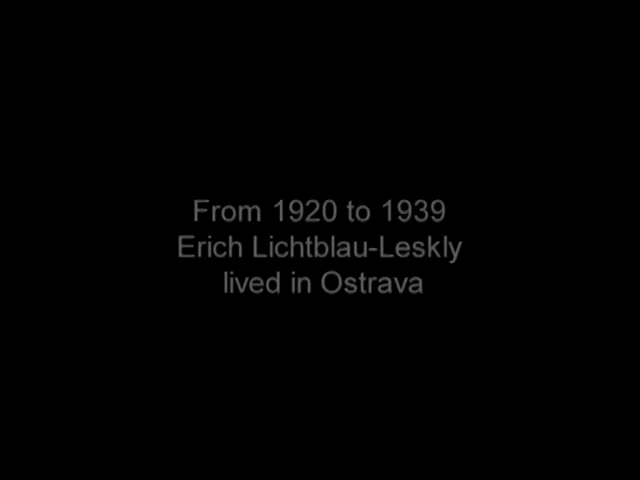 From 1920 to 1939
Erich Lichtblau-Leskly
lived in Ostrava